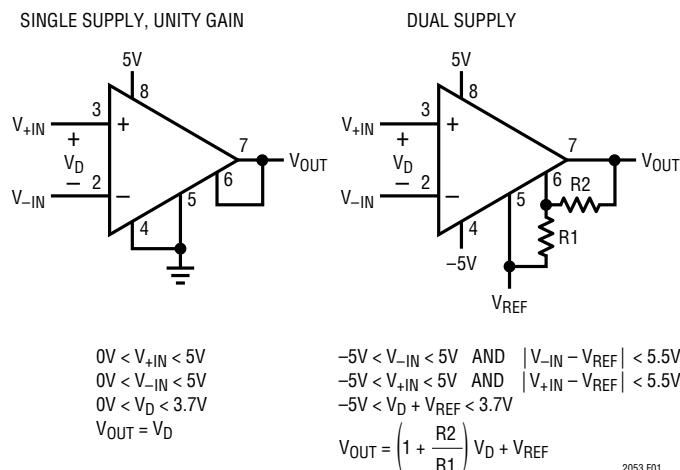 SINGLE SUPPLY, UNITY GAIN
5V
8
3
V+IN
+
+
VD
7
VOUT
–
2
–
V–IN
6
5
4
0V < V+IN < 5V
0V < V–IN < 5V
0V < VD < 3.7V
VOUT = VD
DUAL SUPPLY
5V
8
3
V+IN
+
+
VD
7
VOUT
–
2
–
V–IN
6
R2
5
4
R1
–5V
VREF
–5V < V–IN < 5V AND |V–IN – VREF| < 5.5V
–5V < V+IN < 5V AND |V+IN – VREF| < 5.5V
–5V < VD + VREF < 3.7V
VOUT = (1 + R2/R1) VD + VREF
2053 F01